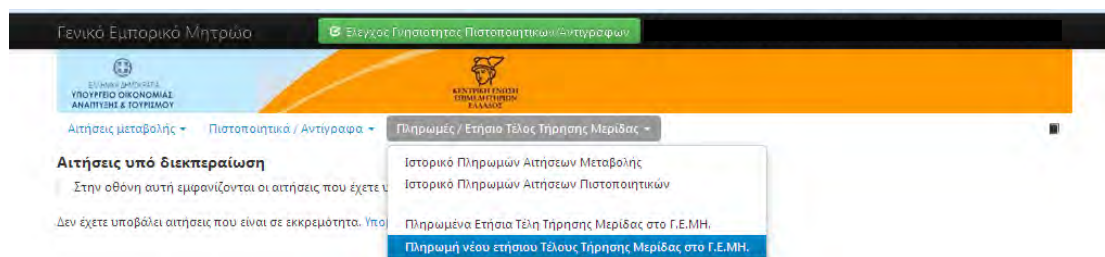 Γενικό Εμπορικό Μητρώο
Έλεγχος Γνησιότητας Πιστοποιητικών/Αντιγράφων
ΕΛΛΗΝΙΚΗ ΔΗΜΟΚΡΑΤΙΑ
ΥΠΟΥΡΓΕΙΟ ΟΙΚΟΝΟΜΙΑΣ
ΑΝΑΠΤΥΞΗΣ & ΤΟΥΡΙΣΜΟΥ
ΚΕΝΤΡΙΚΗ ΕΝΩΣΗ
ΕΠΙΜΕΛΗΤΗΡΙΩΝ
ΕΛΛΑΔΟΣ
Αιτήσεις μεταβολής
Πιστοποιητικά / Αντίγραφα
Πληρωμές / Ετήσιο Τέλος Τήρησης Μερίδας
Αιτήσεις υπό διεκπεραίωση
Στην οθόνη αυτή εμφανίζονται οι αιτήσεις που έχετε
Δεν έχετε υποβάλει αιτήσεις που είναι σε εκκρεμότητα.
Ιστορικό Πληρωμών Αιτήσεων Μεταβολής
Ιστορικό Πληρωμών Αιτήσεων Πιστοποιητικών
Πληρωμένα Ετήσια Τέλη Τήρησης Μερίδας στο Γ.Ε.ΜΗ.
Πληρωμή νέου ετήσιου Τέλους Τήρησης Μερίδας στο Γ.Ε.ΜΗ.